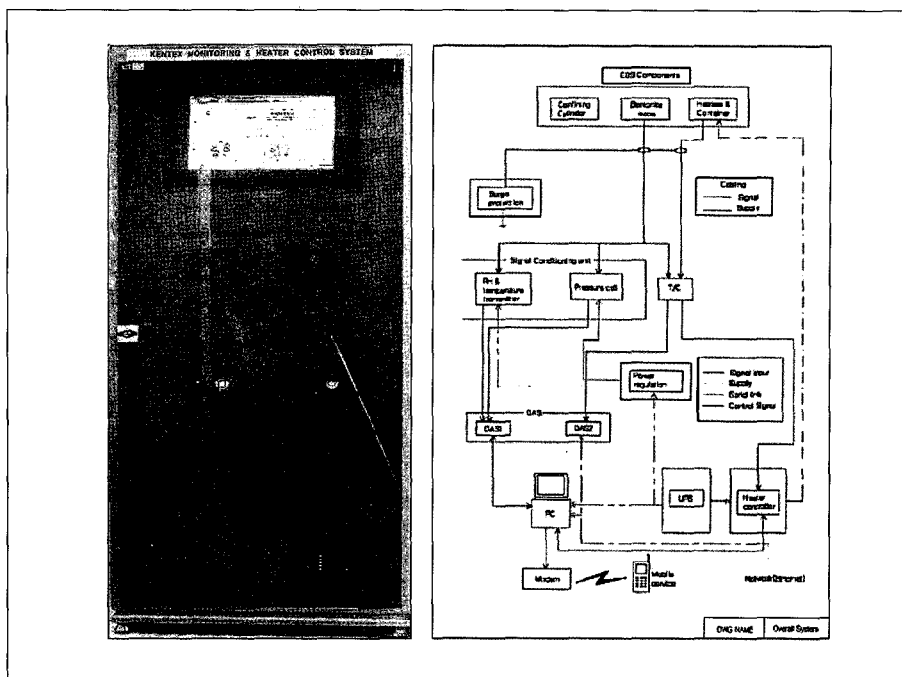 KENTEX MONITORING & HEATER CONTROL SYSTEM
EBS Components
Confining
Cylinder
Bentonite
Heaters &
Container
Surge
protection
Cabling
Signal
Supply
Signal Conditioning unit
RH &
temperature
transmitter
Pressure cell
T/C
Power
regulation
Signal input
Supply
Serial link
Control Signal
DAS
DAS1
DAS2
PC
UPS
Heater
controller
Modem
Mobile
service
Network(Ethernet)
DWG NAME
Overall System